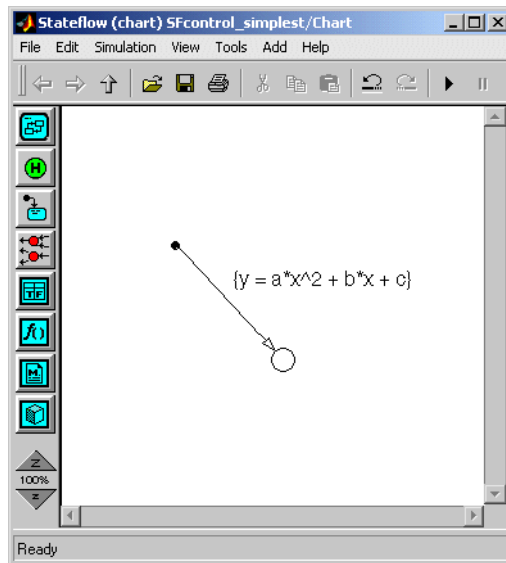 Stateflow (chart) SFcontrol_simplest/Chart
File Edit Simulation View Tools Add Help
H
{y = a*x^2 + b*x + c}
T F
f()
M
Z
100%
z
Ready